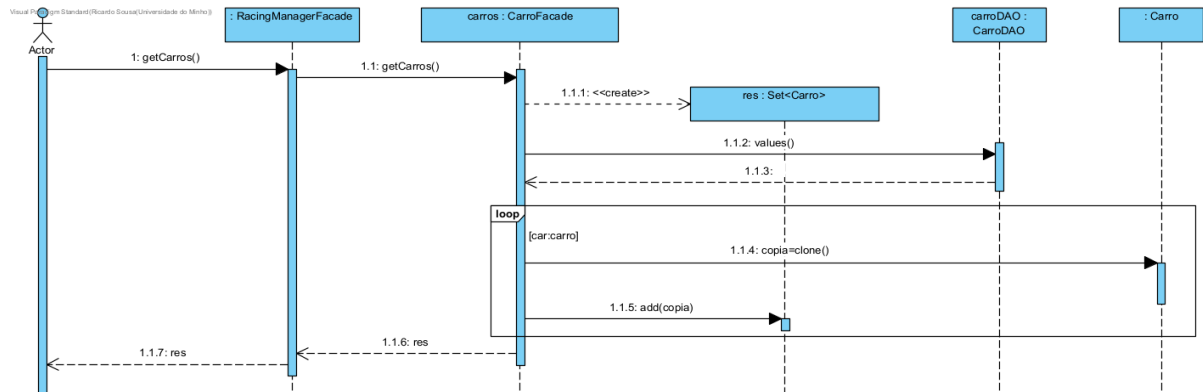 Visual Paradigm Standard(Ricardo Sousa(Universidade do Minho))
Actor
: RacingManagerFacade
carros : CarroFacade
carroDAO :
CarroDAO
: Carro
1: getCarros()
1.1: getCarros()
1.1.1: <<create>>
res : Set<Carro>
1.1.2: values()
1.1.3:
loop
[car:carro]
1.1.4: copia=clone()
1.1.5: add(copia)
1.1.6: res
1.1.7: res